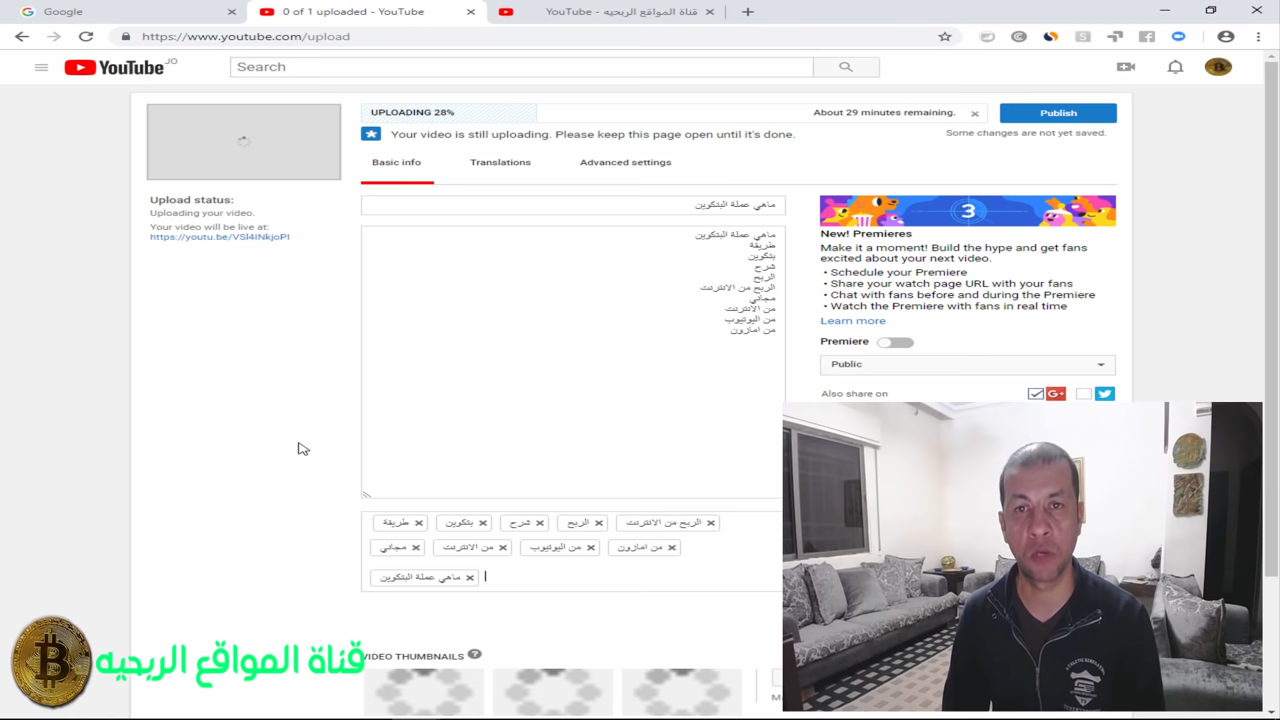 Google
0 of 1 uploaded - YouTube
قناة المواقع الربحيه - YouTube
https://www.youtube.com/upload
YouTube JO
Search
UPLOADING 28%
About 29 minutes remaining.
Publish
Your video is still uploading. Please keep this page open until it's done.
Some changes are not yet saved.
Basic info
Translations
Advanced settings
Upload status:
Uploading your video.
Your video will be live at:
https://youtu.be/VSl4INkjoPI
ماهي عملة البتكوين
ماهي عملة البتكوين
طريقة
بتكوين
شرح
الربح
الربح من الانترنت
مجاني
من الانترنت
من اليوتيوب
من امازون
3
New! Premieres
Make it a moment! Build the hype and get fans
excited about your next video.
• Schedule your Premiere
• Share your watch page URL with your fans
• Chat with fans before and during the Premiere
• Watch the Premiere with fans in real time
Learn more
Premiere
Public
Also share on
طريقة
بتكوين
شرح
الربح
الربح من الانترنت
مجاني
من الانترنت
من اليوتيوب
من امازون
ماهي عملة البتكوين
VIDEO THUMBNAILS
قناة المواقع الربحيه